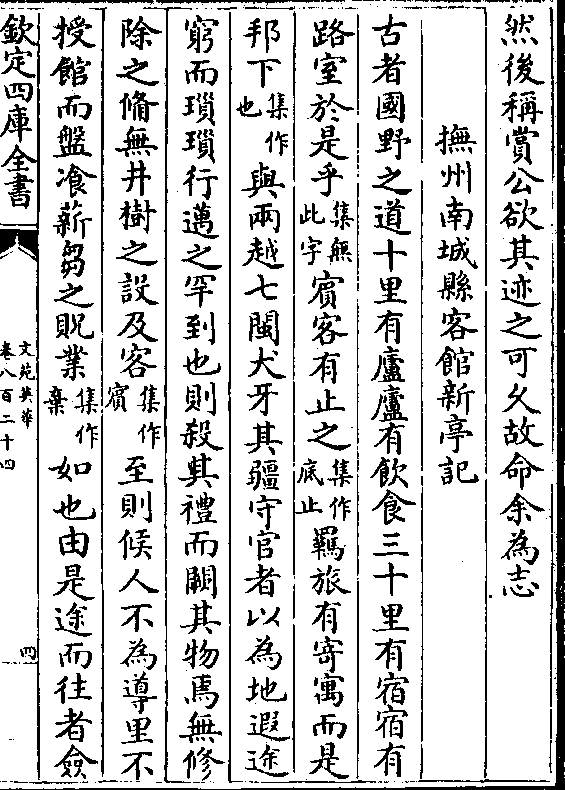 然後稱賞公欲其迹之可久故命余為志
撫州南城縣客館新亭記
古者國野之道十里有廬廬有飲食三十里有宿宿有
路室於是乎集無此字賓客有止之集作底止羈旅有寄寓而是
邦下集作也與兩越七閩犬牙其疆守官者以為地遐途
窮而瑣瑣行邁之罕到也則殺其禮而闕其物焉無修
除之俻無井樹之設及客集作賓至則候人不為導里不
授館而盤飡薪芻之貺業集作棄如也由是途而往者僉
欽定四庫全書
文苑英華
卷八百二十四
四